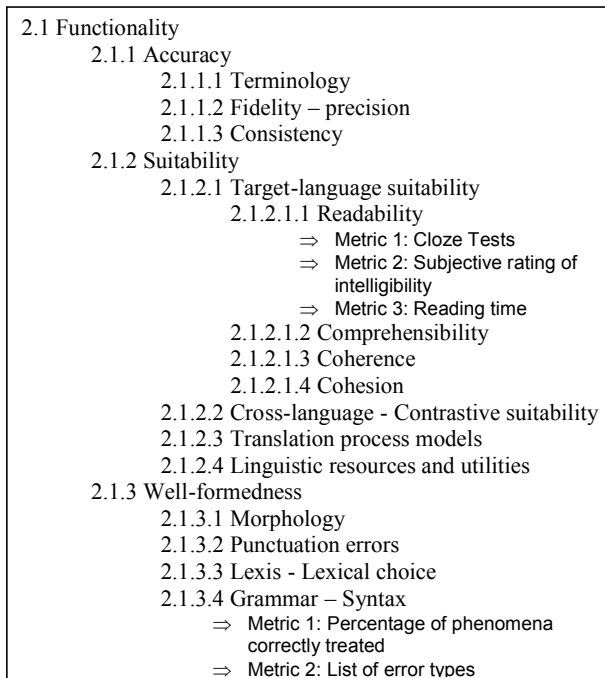 2.1 Functionality
2.1.1 Accuracy
2.1.1.1 Terminology
2.1.1.2 Fidelity – precision
2.1.1.3 Consistency
2.1.2 Suitability
2.1.2.1 Target-language suitability
2.1.2.1.1 Readability
⇒ Metric 1: Cloze Tests
⇒ Metric 2: Subjective rating of
intelligibility
⇒ Metric 3: Reading time
2.1.2.1.2 Comprehensibility
2.1.2.1.3 Coherence
2.1.2.1.4 Cohesion
2.1.2.2 Cross-language - Contrastive suitability
2.1.2.3 Translation process models
2.1.2.4 Linguistic resources and utilities
2.1.3 Well-formedness
2.1.3.1 Morphology
2.1.3.2 Punctuation errors
2.1.3.3 Lexis - Lexical choice
2.1.3.4 Grammar – Syntax
⇒ Metric 1: Percentage of phenomena
correctly treated
⇒ Metric 2: List of error types